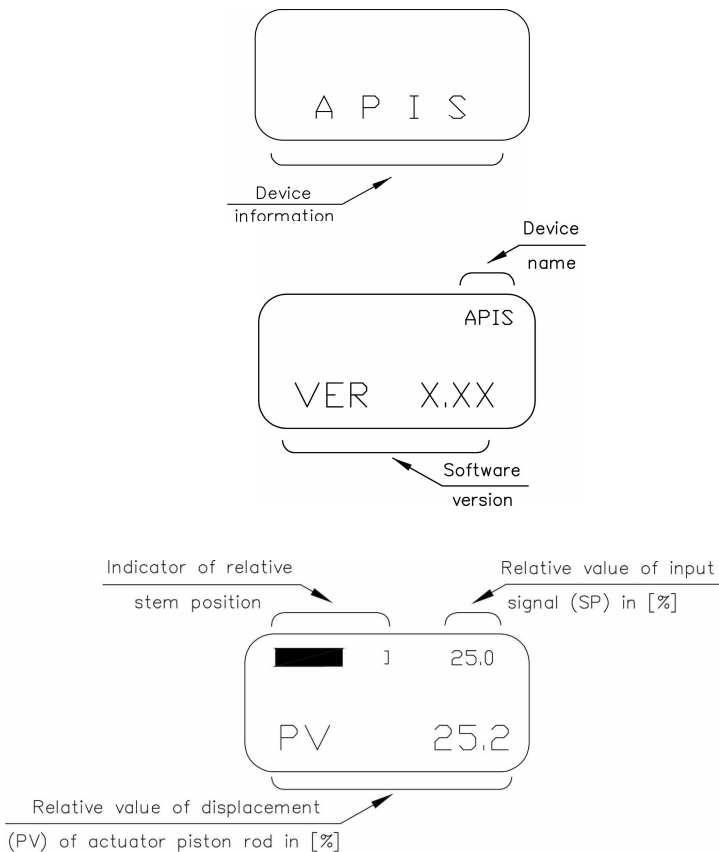 A P I S
Device
information
Device
name
APIS
VER X.XX
Software
version
Indicator of relative
stem position
Relative value of input
signal (SP) in [%]
] 25.0
PV 25.2
Relative value of displacement
(PV) of actuator piston rod in [%]